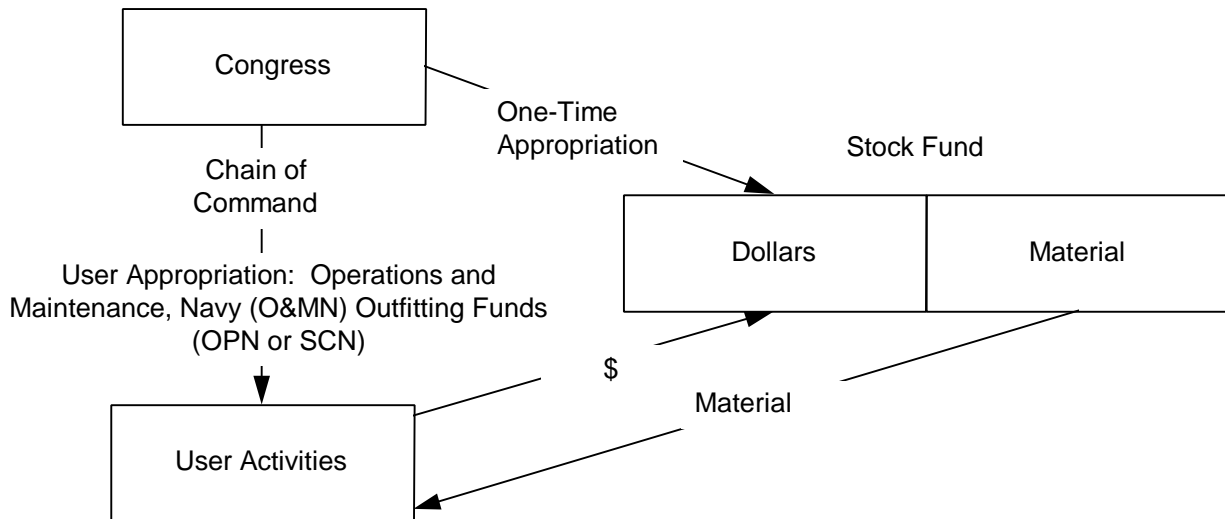 Congress
One-Time
Appropriation
Stock Fund
Chain of
Command
Dollars
Material
User Appropriation: Operations and
Maintenance, Navy (O&MN) Outfitting Funds
(OPN or SCN)
$
Material
User Activities